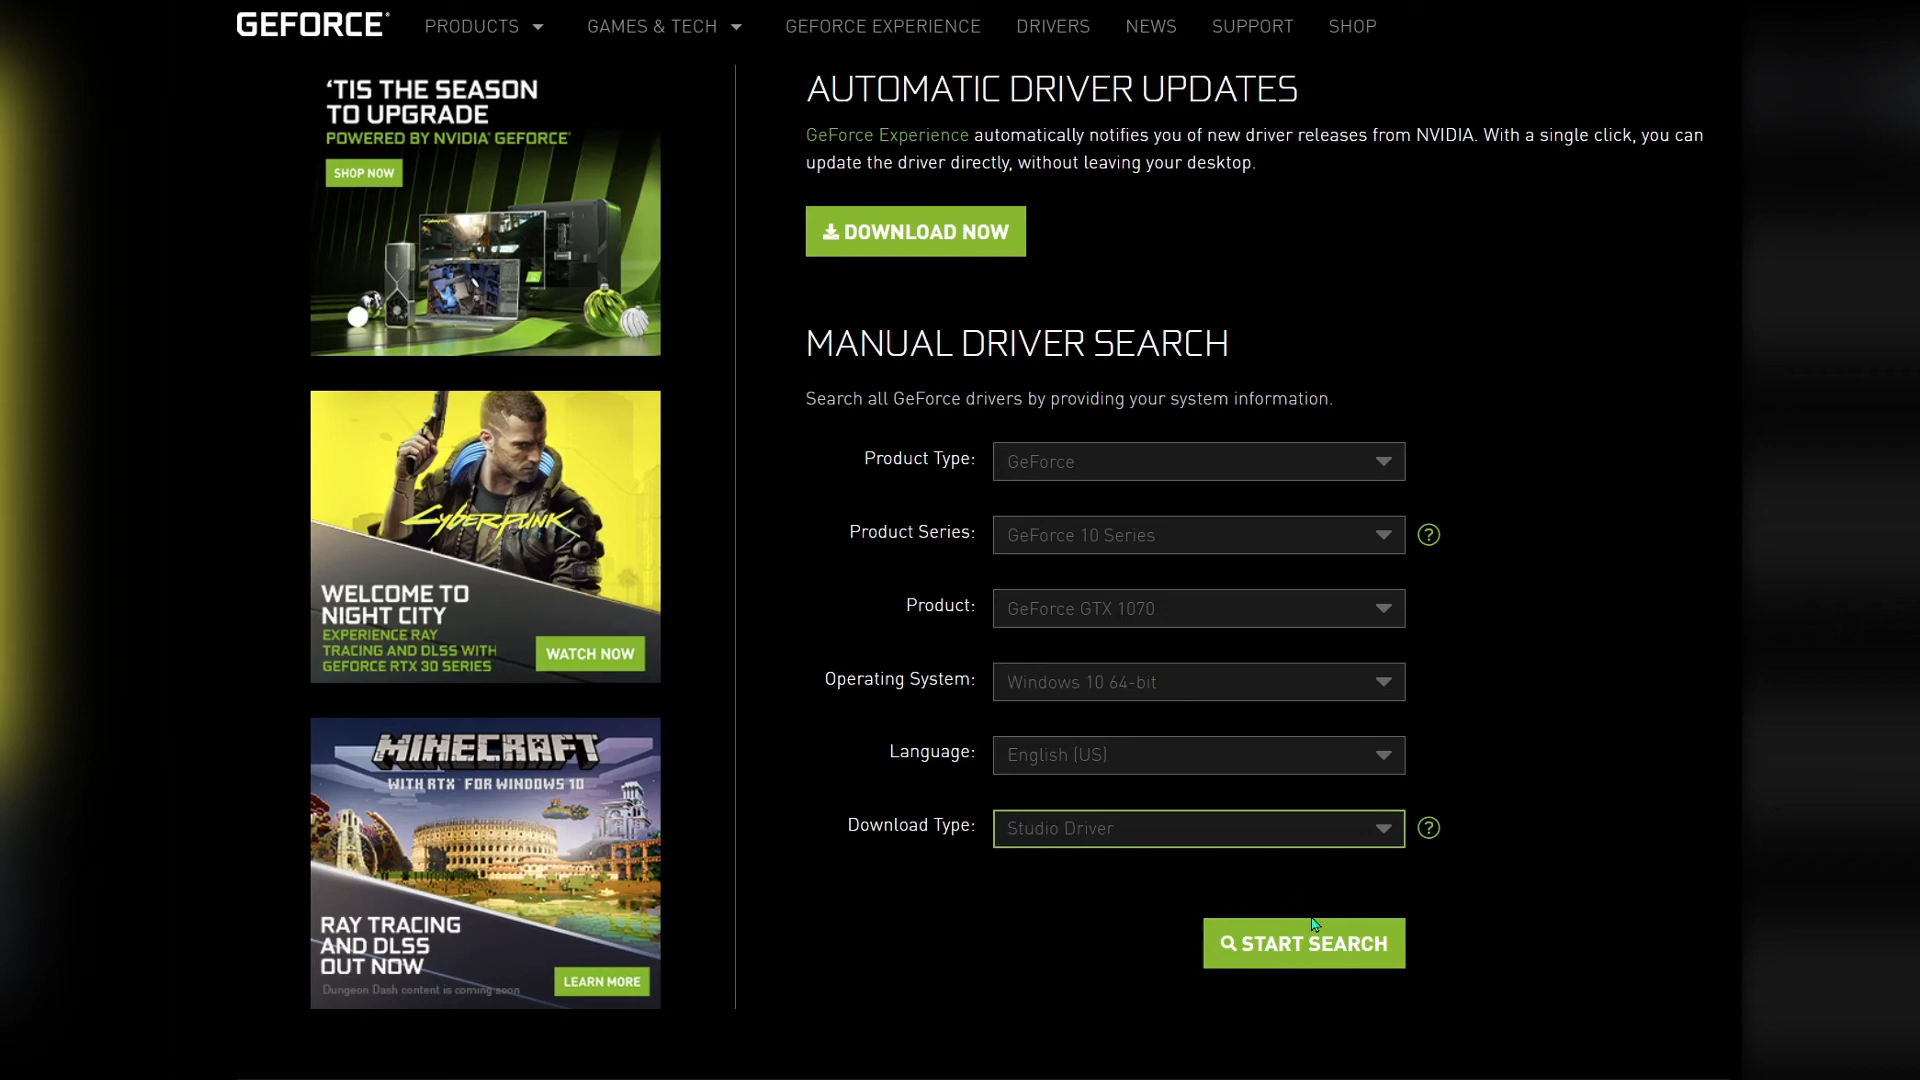 GEFORCE
PRODUCTS
GAMES & TECH
GEFORCE EXPERIENCE
DRIVERS
NEWS
SUPPORT
SHOP
‘TIS THE SEASON
TO UPGRADE
POWERED BY NVIDIA® GEFORCE®
SHOP NOW
Cyberpunk
WELCOME TO
NIGHT CITY
EXPERIENCE RAY
TRACING AND DLSS WITH
GEFORCE RTX 30 SERIES
WATCH NOW
MINECRAFT
WITH RTX FOR WINDOWS 10
RAY TRACING
AND DLSS
OUT NOW
Dungeon Dash content is coming soon
LEARN MORE
AUTOMATIC DRIVER UPDATES
GeForce Experience automatically notifies you of new driver releases from NVIDIA. With a single click, you can
update the driver directly, without leaving your desktop.
DOWNLOAD NOW
MANUAL DRIVER SEARCH
Search all GeForce drivers by providing your system information.
Product Type: GeForce
Product Series: GeForce 10 Series ?
Product: GeForce GTX 1070
Operating System: Windows 10 64-bit
Language: English (US)
Download Type: Studio Driver ?
START SEARCH